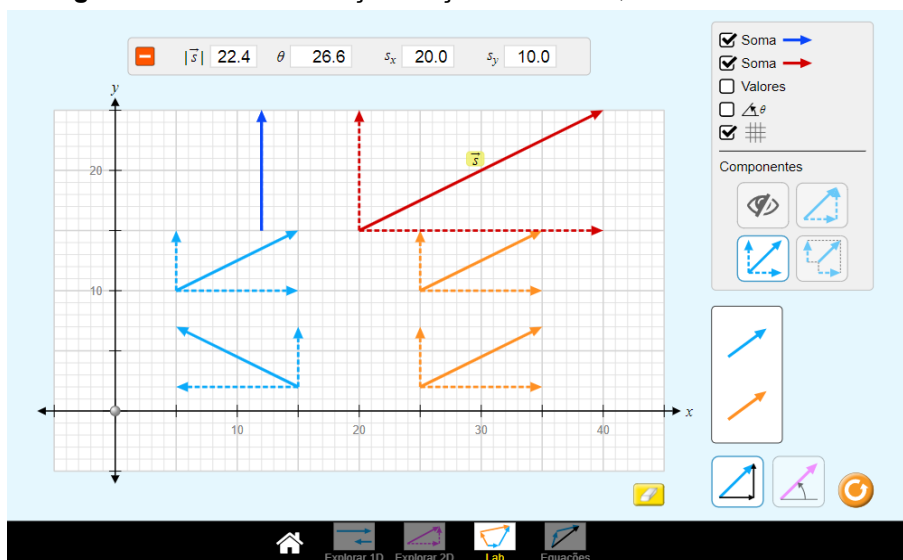 |s| 22.4 θ 26.6 sx 20.0 sy 10.0
Soma
Soma
Valores
θ
Componentes
y
20
10
s
10 20 30 40
x
Explorar 1D Explorar 2D Lab Equações